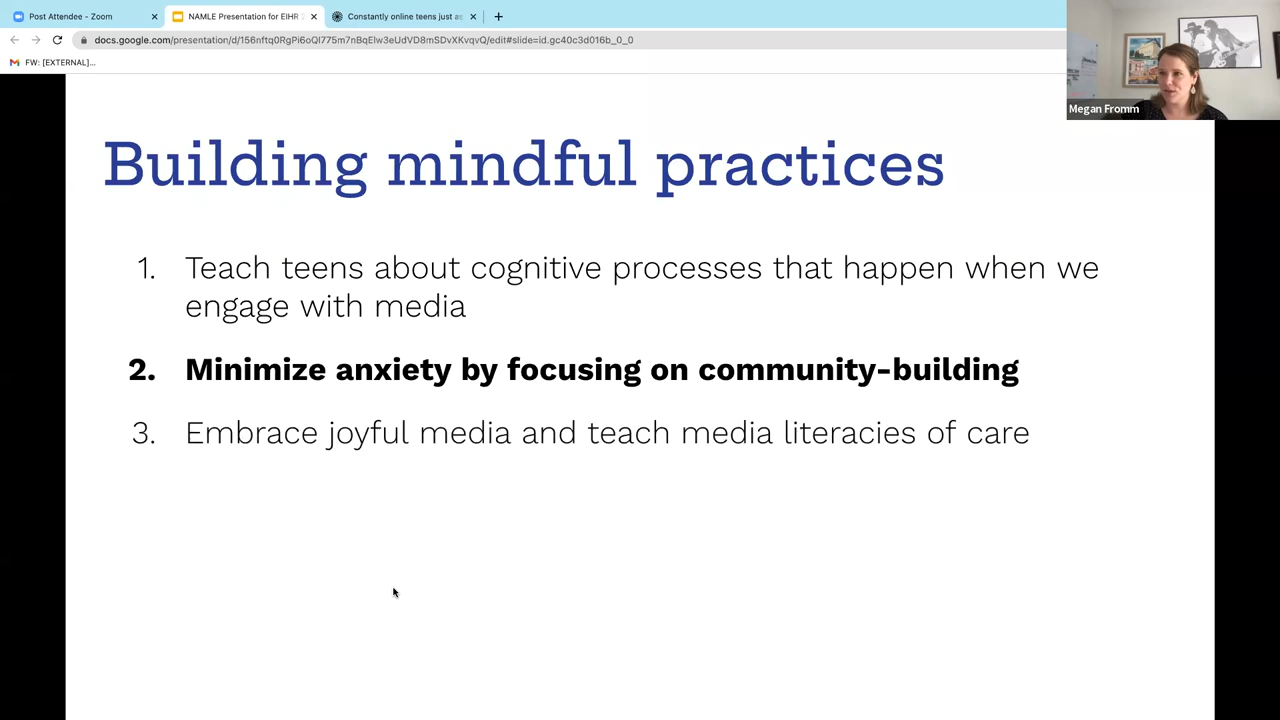 Post Attendee - Zoom
NAMLE Presentation for EIHR 2
Constantly online teens just as
docs.google.com/presentation/d/156nftq0RgPi6oQI775m7nBqElw3eUdVD8mSDvXKvqvQ/edit#slide=id.gc40c3d016b_0_0
FW: [EXTERNAL]...
Megan Fromm
Building mindful practices
1. Teach teens about cognitive processes that happen when we
engage with media
2. Minimize anxiety by focusing on community-building
3. Embrace joyful media and teach media literacies of care